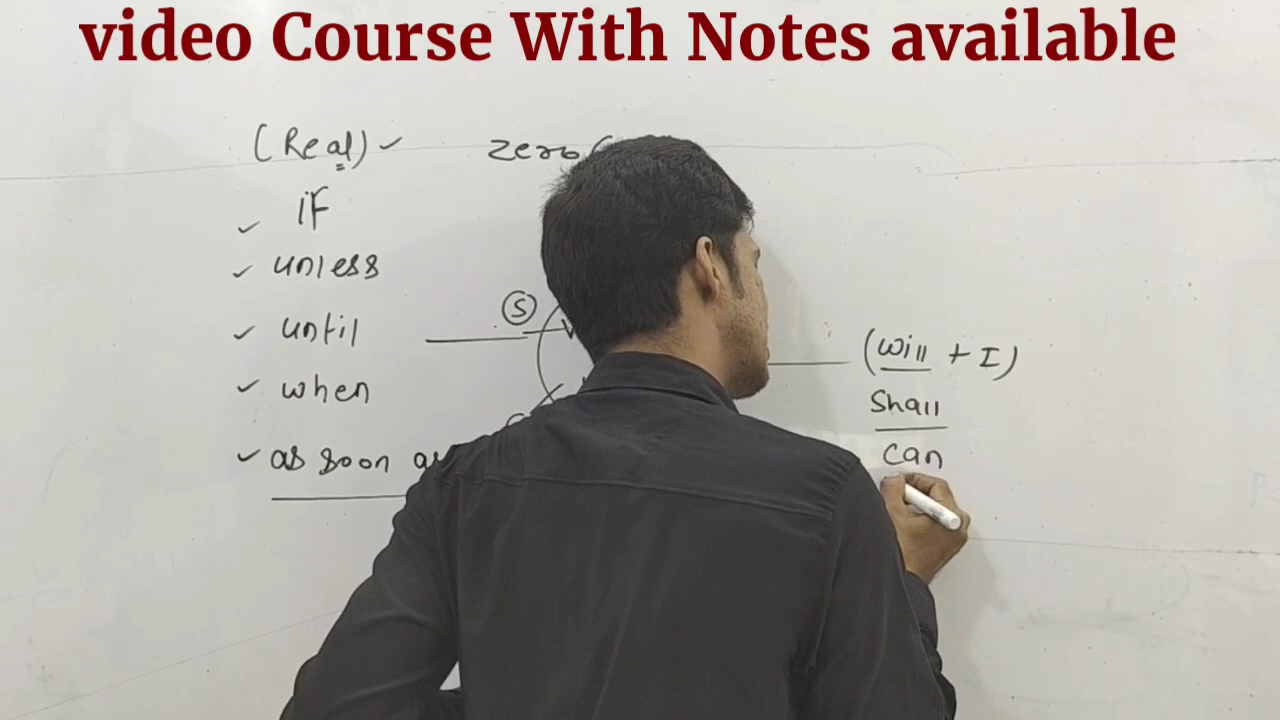 video Course With Notes available
(Real) ✓ zero (
✓ if
✓ unless
✓ until
S
(will + I)
✓ when
Shall
✓ as soon as
can